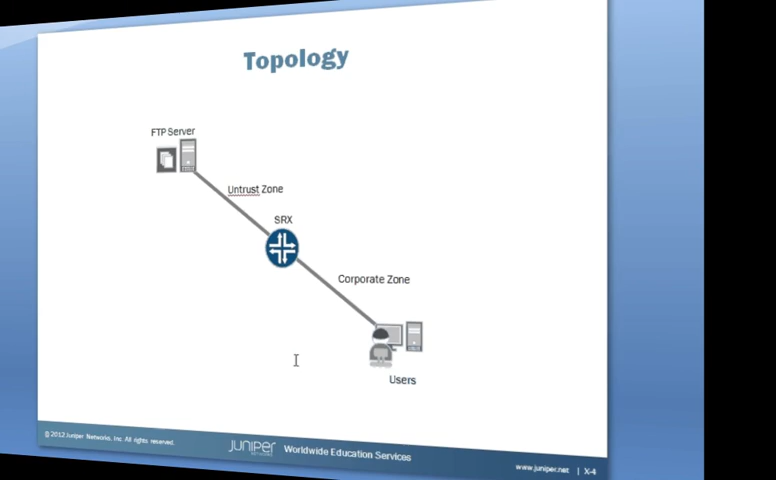 Topology
FTP Server
Untrust Zone
SRX
Corporate Zone
Users
© 2012 Juniper Networks, Inc. All rights reserved.
JUNIPER
NETWORKS
Worldwide Education Services
www.juniper.net | X-4